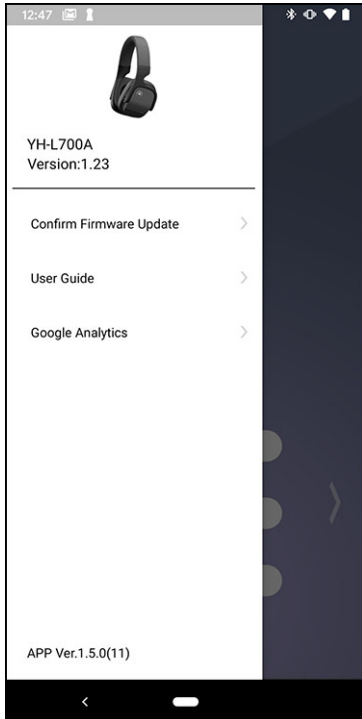 12:47
YH-L700A
Version:1.23
Confirm Firmware Update
User Guide
Google Analytics
APP Ver.1.5.0(11)